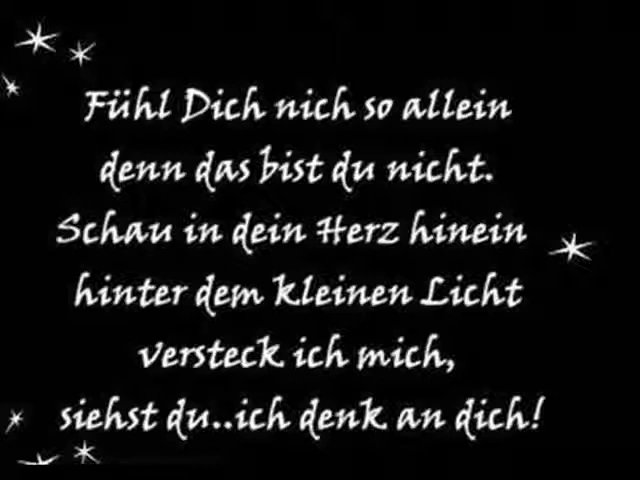 Fühl Dich nich so allein
denn das bist du nicht.
Schau in dein Herz hinein
hinter dem kleinen Licht
versteck ich mich,
siehst du..ich denk an dich!